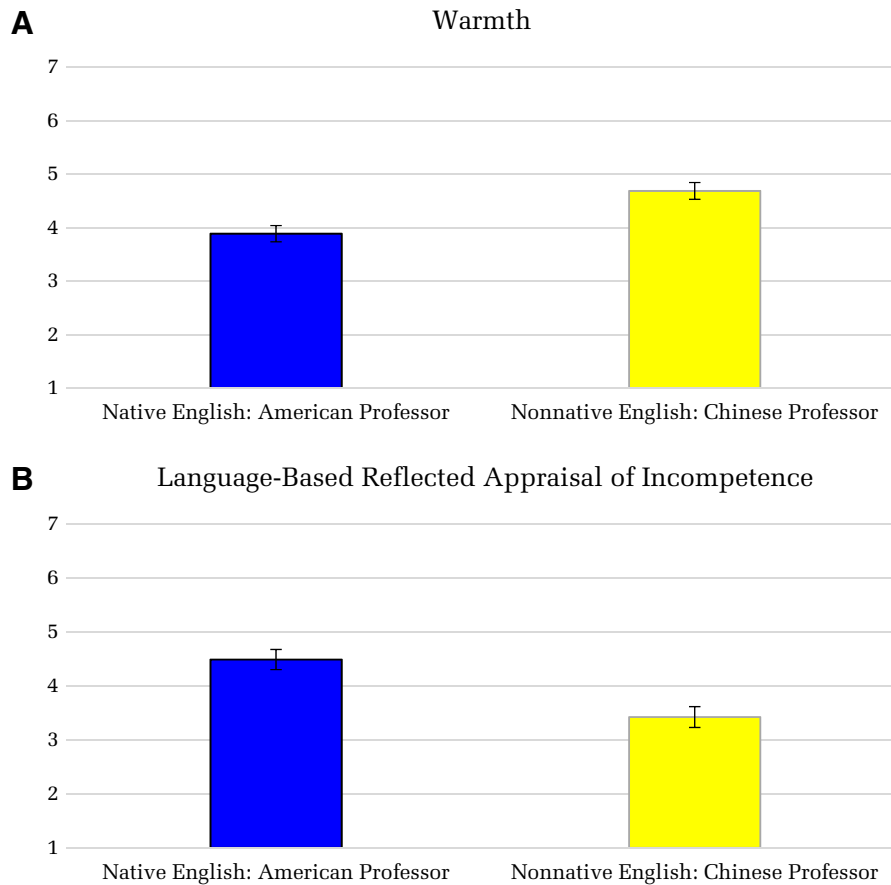 A
Warmth
7
6
5
4
3
2
1
Native English: American Professor
Nonnative English: Chinese Professor
B
Language-Based Reflected Appraisal of Incompetence
7
6
5
4
3
2
1
Native English: American Professor
Nonnative English: Chinese Professor